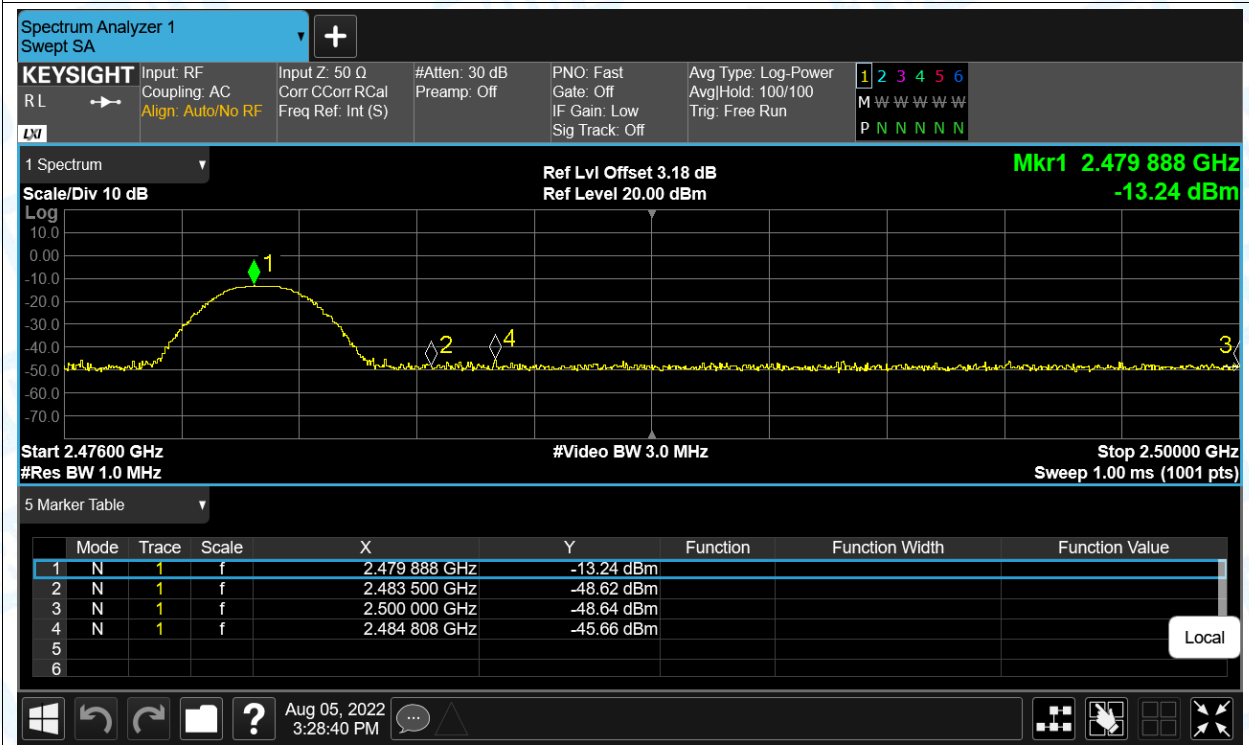 Spectrum Analyzer 1
Swept SA
KEYSIGHT
R L
LXI
Input: RF
Coupling: AC
Align: Auto/No RF
Input Z: 50 Ω
Corr CCorr RCal
Freq Ref: Int (S)
#Atten: 30 dB
Preamp: Off
PNO: Fast
Gate: Off
IF Gain: Low
Sig Track: Off
Avg Type: Log-Power
Avg|Hold: 100/100
Trig: Free Run
1 2 3 4 5 6
M W W W W W
P N N N N N
1 Spectrum
Scale/Div 10 dB
Ref Lvl Offset 3.18 dB
Ref Level 20.00 dBm
Mkr1 2.479 888 GHz
-13.24 dBm
Log
10.0
0.00
-10.0
-20.0
-30.0
-40.0
-50.0
-60.0
-70.0
1
2
4
3
Start 2.47600 GHz
#Video BW 3.0 MHz
Stop 2.50000 GHz
#Res BW 1.0 MHz
Sweep 1.00 ms (1001 pts)
5 Marker Table
Mode Trace Scale X Y Function Function Width Function Value
1 N 1 f 2.479 888 GHz -13.24 dBm
2 N 1 f 2.483 500 GHz -48.62 dBm
3 N 1 f 2.500 000 GHz -48.64 dBm
4 N 1 f 2.484 808 GHz -45.66 dBm
5
6
Local
?
Aug 05, 2022
3:28:40 PM